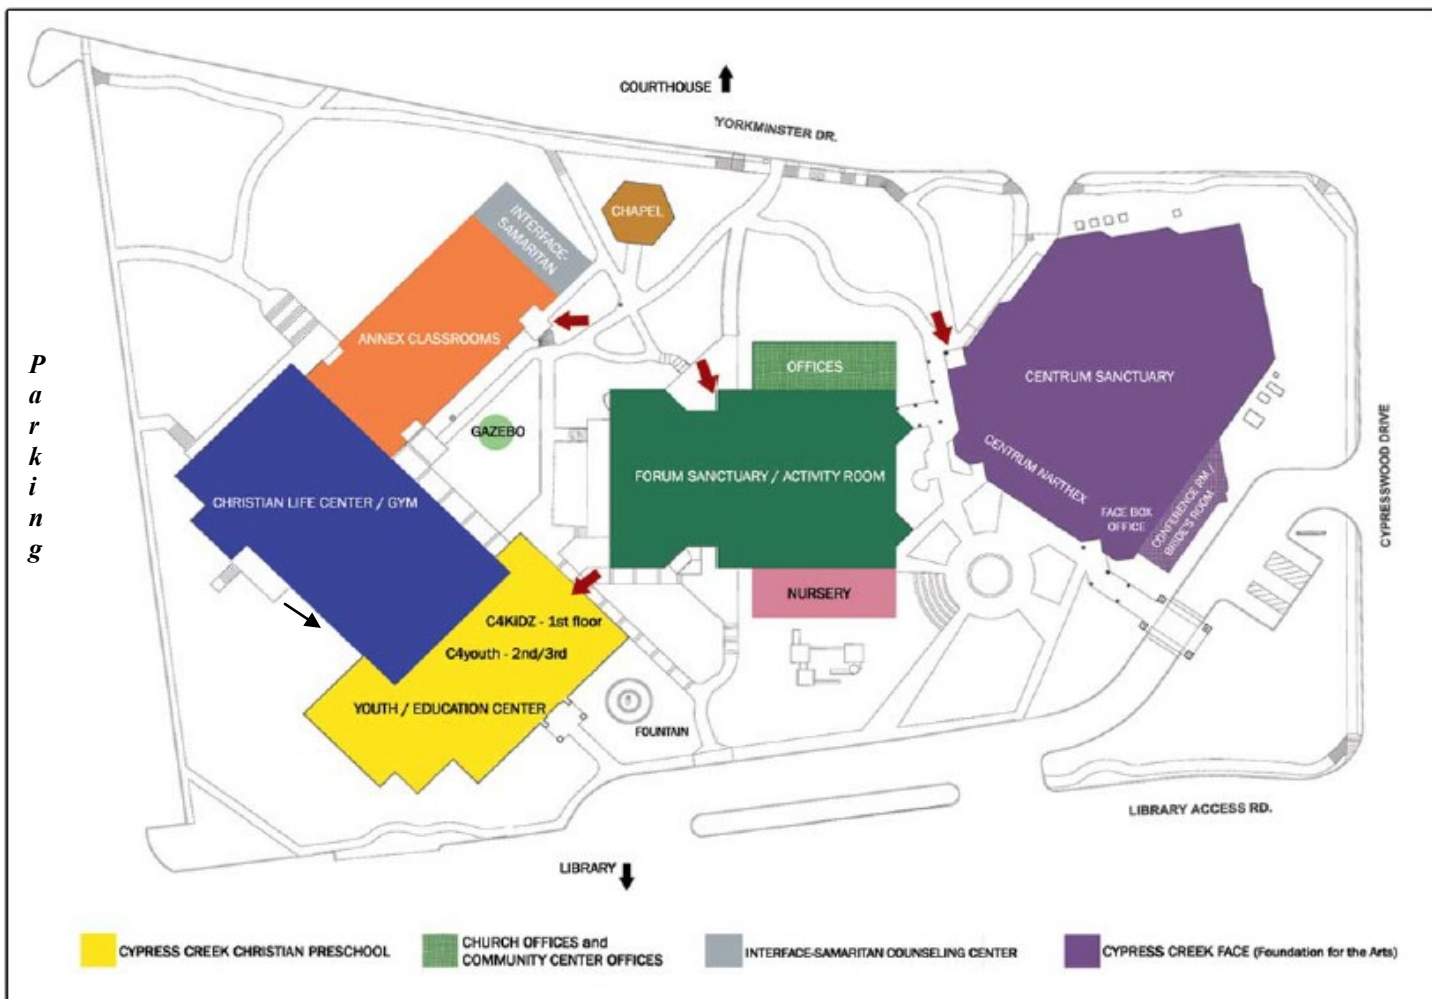 COURTHOUSE
YORKMINSTER DR.
INTERFACE-
SAMARITAN
CHAPEL
ANNEX CLASSROOMS
OFFICES
CENTRUM SANCTUARY
P
a
r
k
i
n
g
GAZEBO
CENTRUM NARTHEX
FORUM SANCTUARY / ACTIVITY ROOM
CHRISTIAN LIFE CENTER / GYM
FACE BOX
OFFICE
CONFERENCE RM /
BRIDE'S ROOM
CYPRESSWOOD DRIVE
NURSERY
C4KiDZ - 1st floor
C4youth - 2nd/3rd
YOUTH / EDUCATION CENTER
FOUNTAIN
LIBRARY ACCESS RD.
LIBRARY
CYPRESS CREEK CHRISTIAN PRESCHOOL
CHURCH OFFICES and
COMMUNITY CENTER OFFICES
INTERFACE-SAMARITAN COUNSELING CENTER
CYPRESS CREEK FACE (Foundation for the Arts)